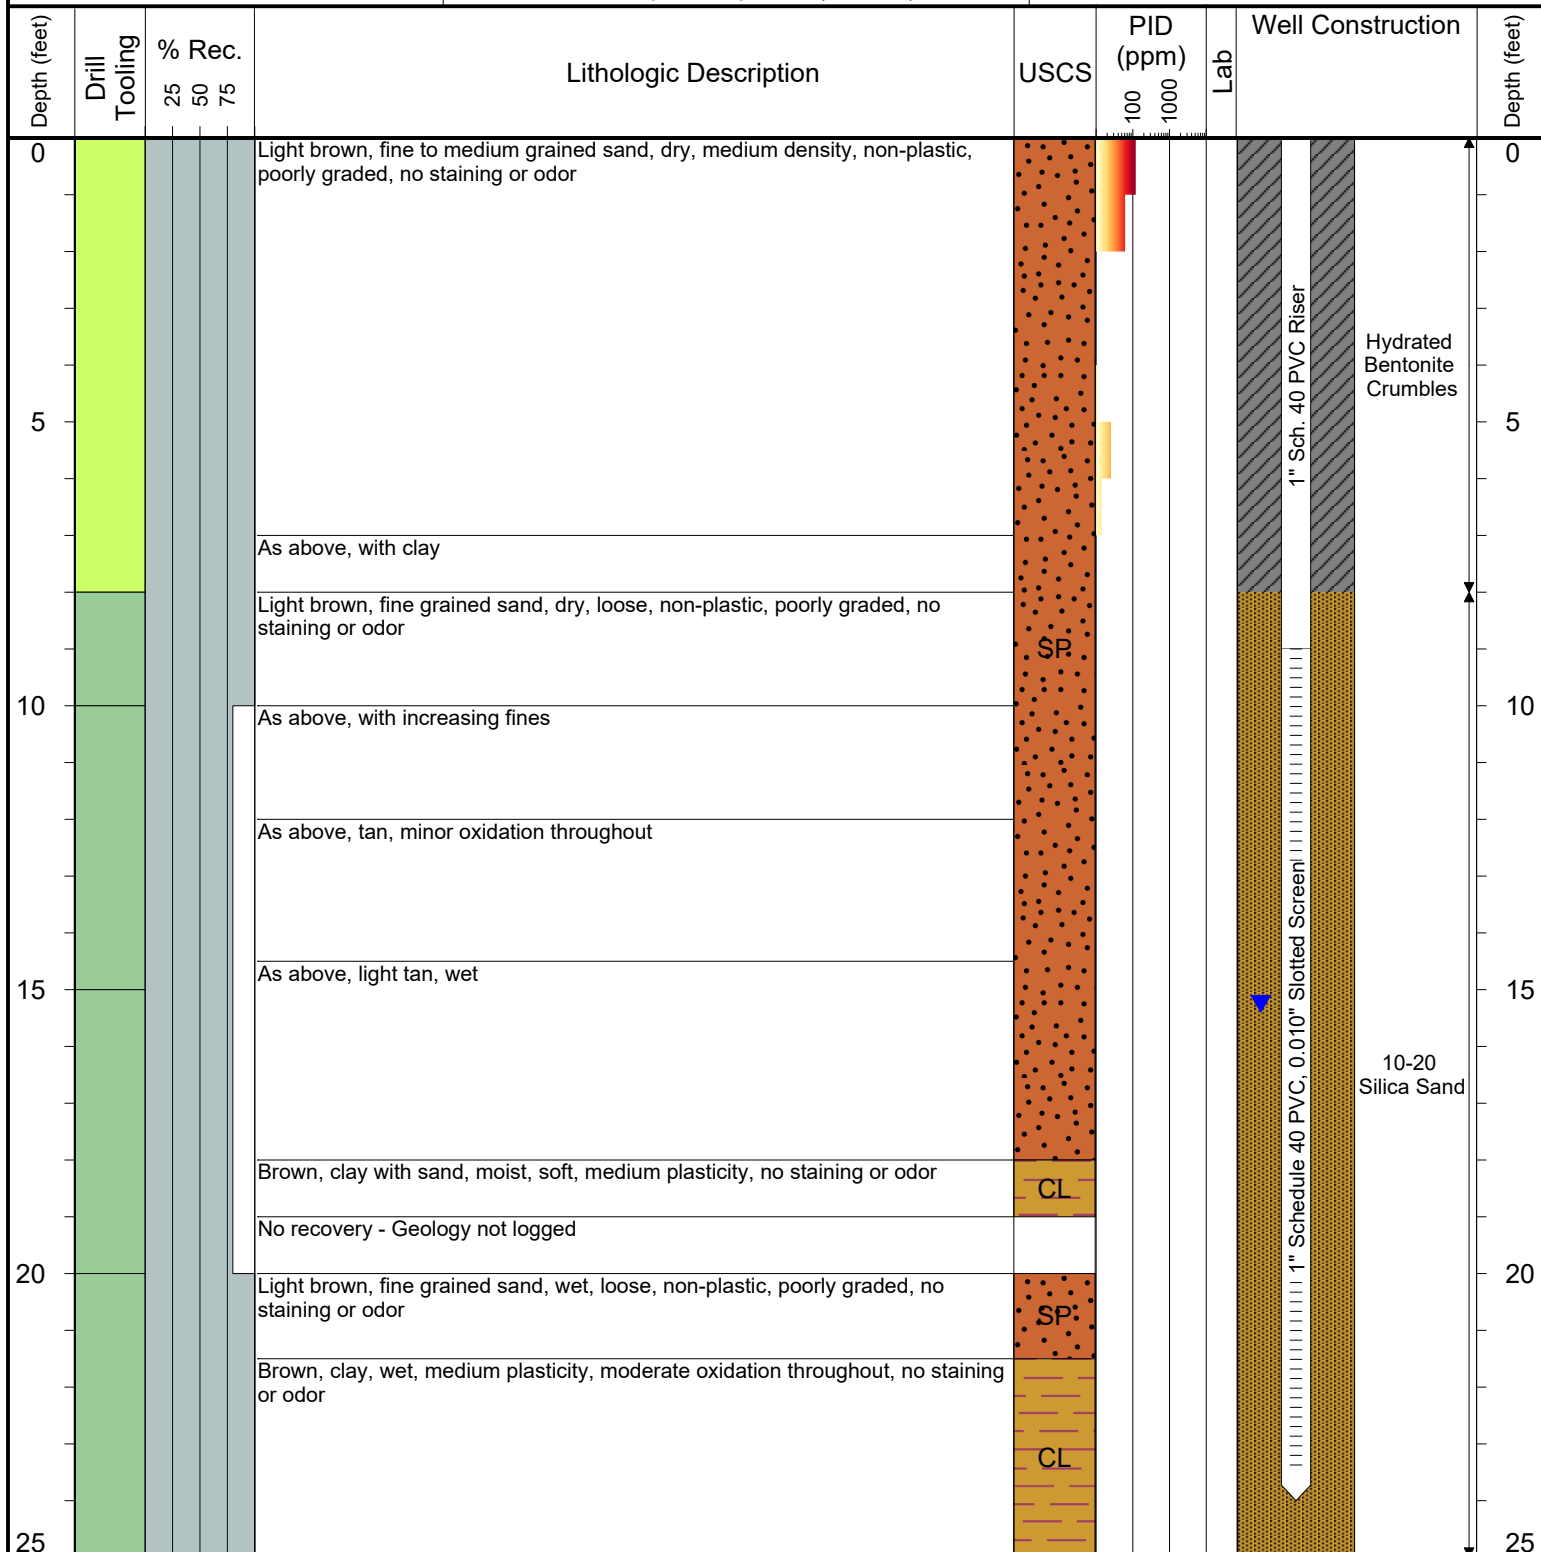 Depth (feet)
Drill
Tooling
% Rec.
25
50
75
Lithologic Description
USCS
PID
(ppm)
100
1000
Lab
Well Construction
Depth (feet)
0
Light brown, fine to medium grained sand, dry, medium density, non-plastic,
poorly graded, no staining or odor
0
1" Sch. 40 PVC Riser
Hydrated
Bentonite
Crumbles
5
5
As above, with clay
Light brown, fine grained sand, dry, loose, non-plastic, poorly graded, no
staining or odor
SP
10
As above, with increasing fines
10
As above, tan, minor oxidation throughout
1" Schedule 40 PVC, 0.010" Slotted Screen
As above, light tan, wet
15
15
10-20
Silica Sand
Brown, clay with sand, moist, soft, medium plasticity, no staining or odor
CL
No recovery - Geology not logged
20
Light brown, fine grained sand, wet, loose, non-plastic, poorly graded, no
staining or odor
SP
20
Brown, clay, wet, medium plasticity, moderate oxidation throughout, no staining
or odor
CL
25
25